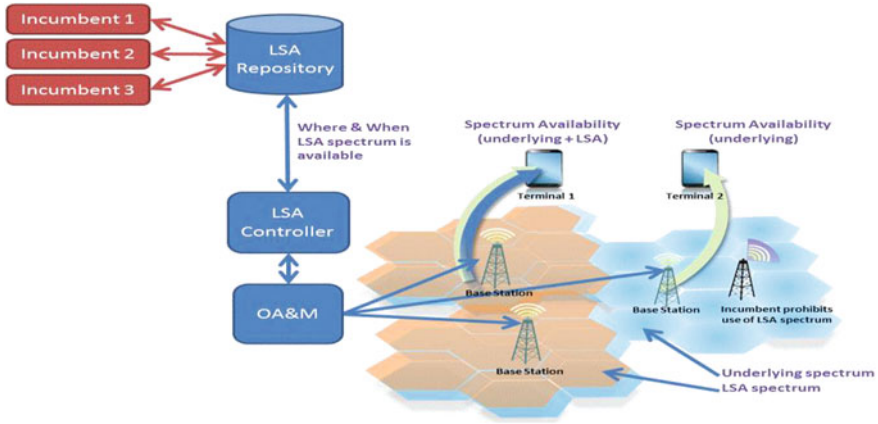 Incumbent 1
Incumbent 2
Incumbent 3
LSA
Repository
Where & When
LSA spectrum is
available
LSA
Controller
OA&M
Spectrum Availability
(underlying + LSA)
Spectrum Availability
(underlying)
Terminal 1
Terminal 2
Base Station
Base Station
Incumbent prohibits
use of LSA spectrum
Base Station
Underlying spectrum
LSA spectrum